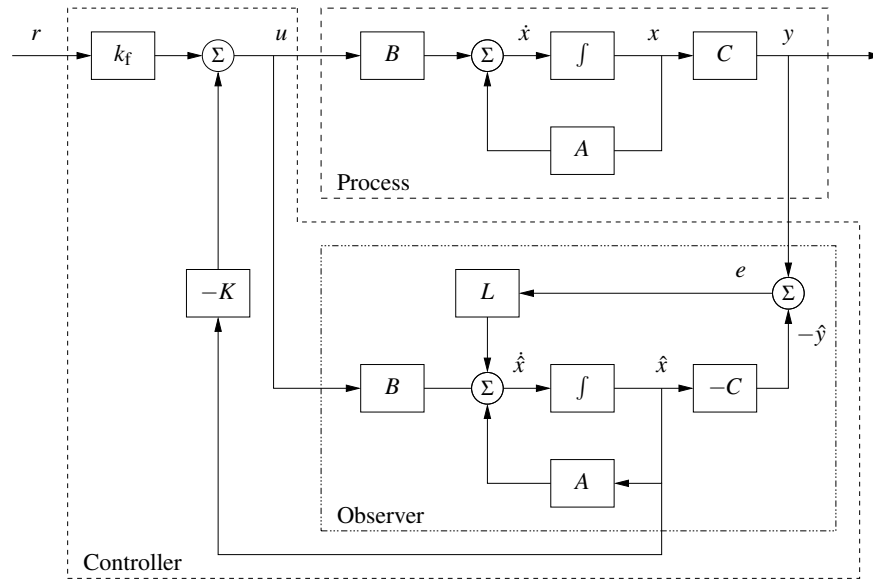 r
k_f
Σ
u
B
Σ
ẋ
∫
x
C
y
A
Process
−K
L
e
Σ
−ŷ
B
Σ
x̂̇
∫
x̂
−C
A
Observer
Controller